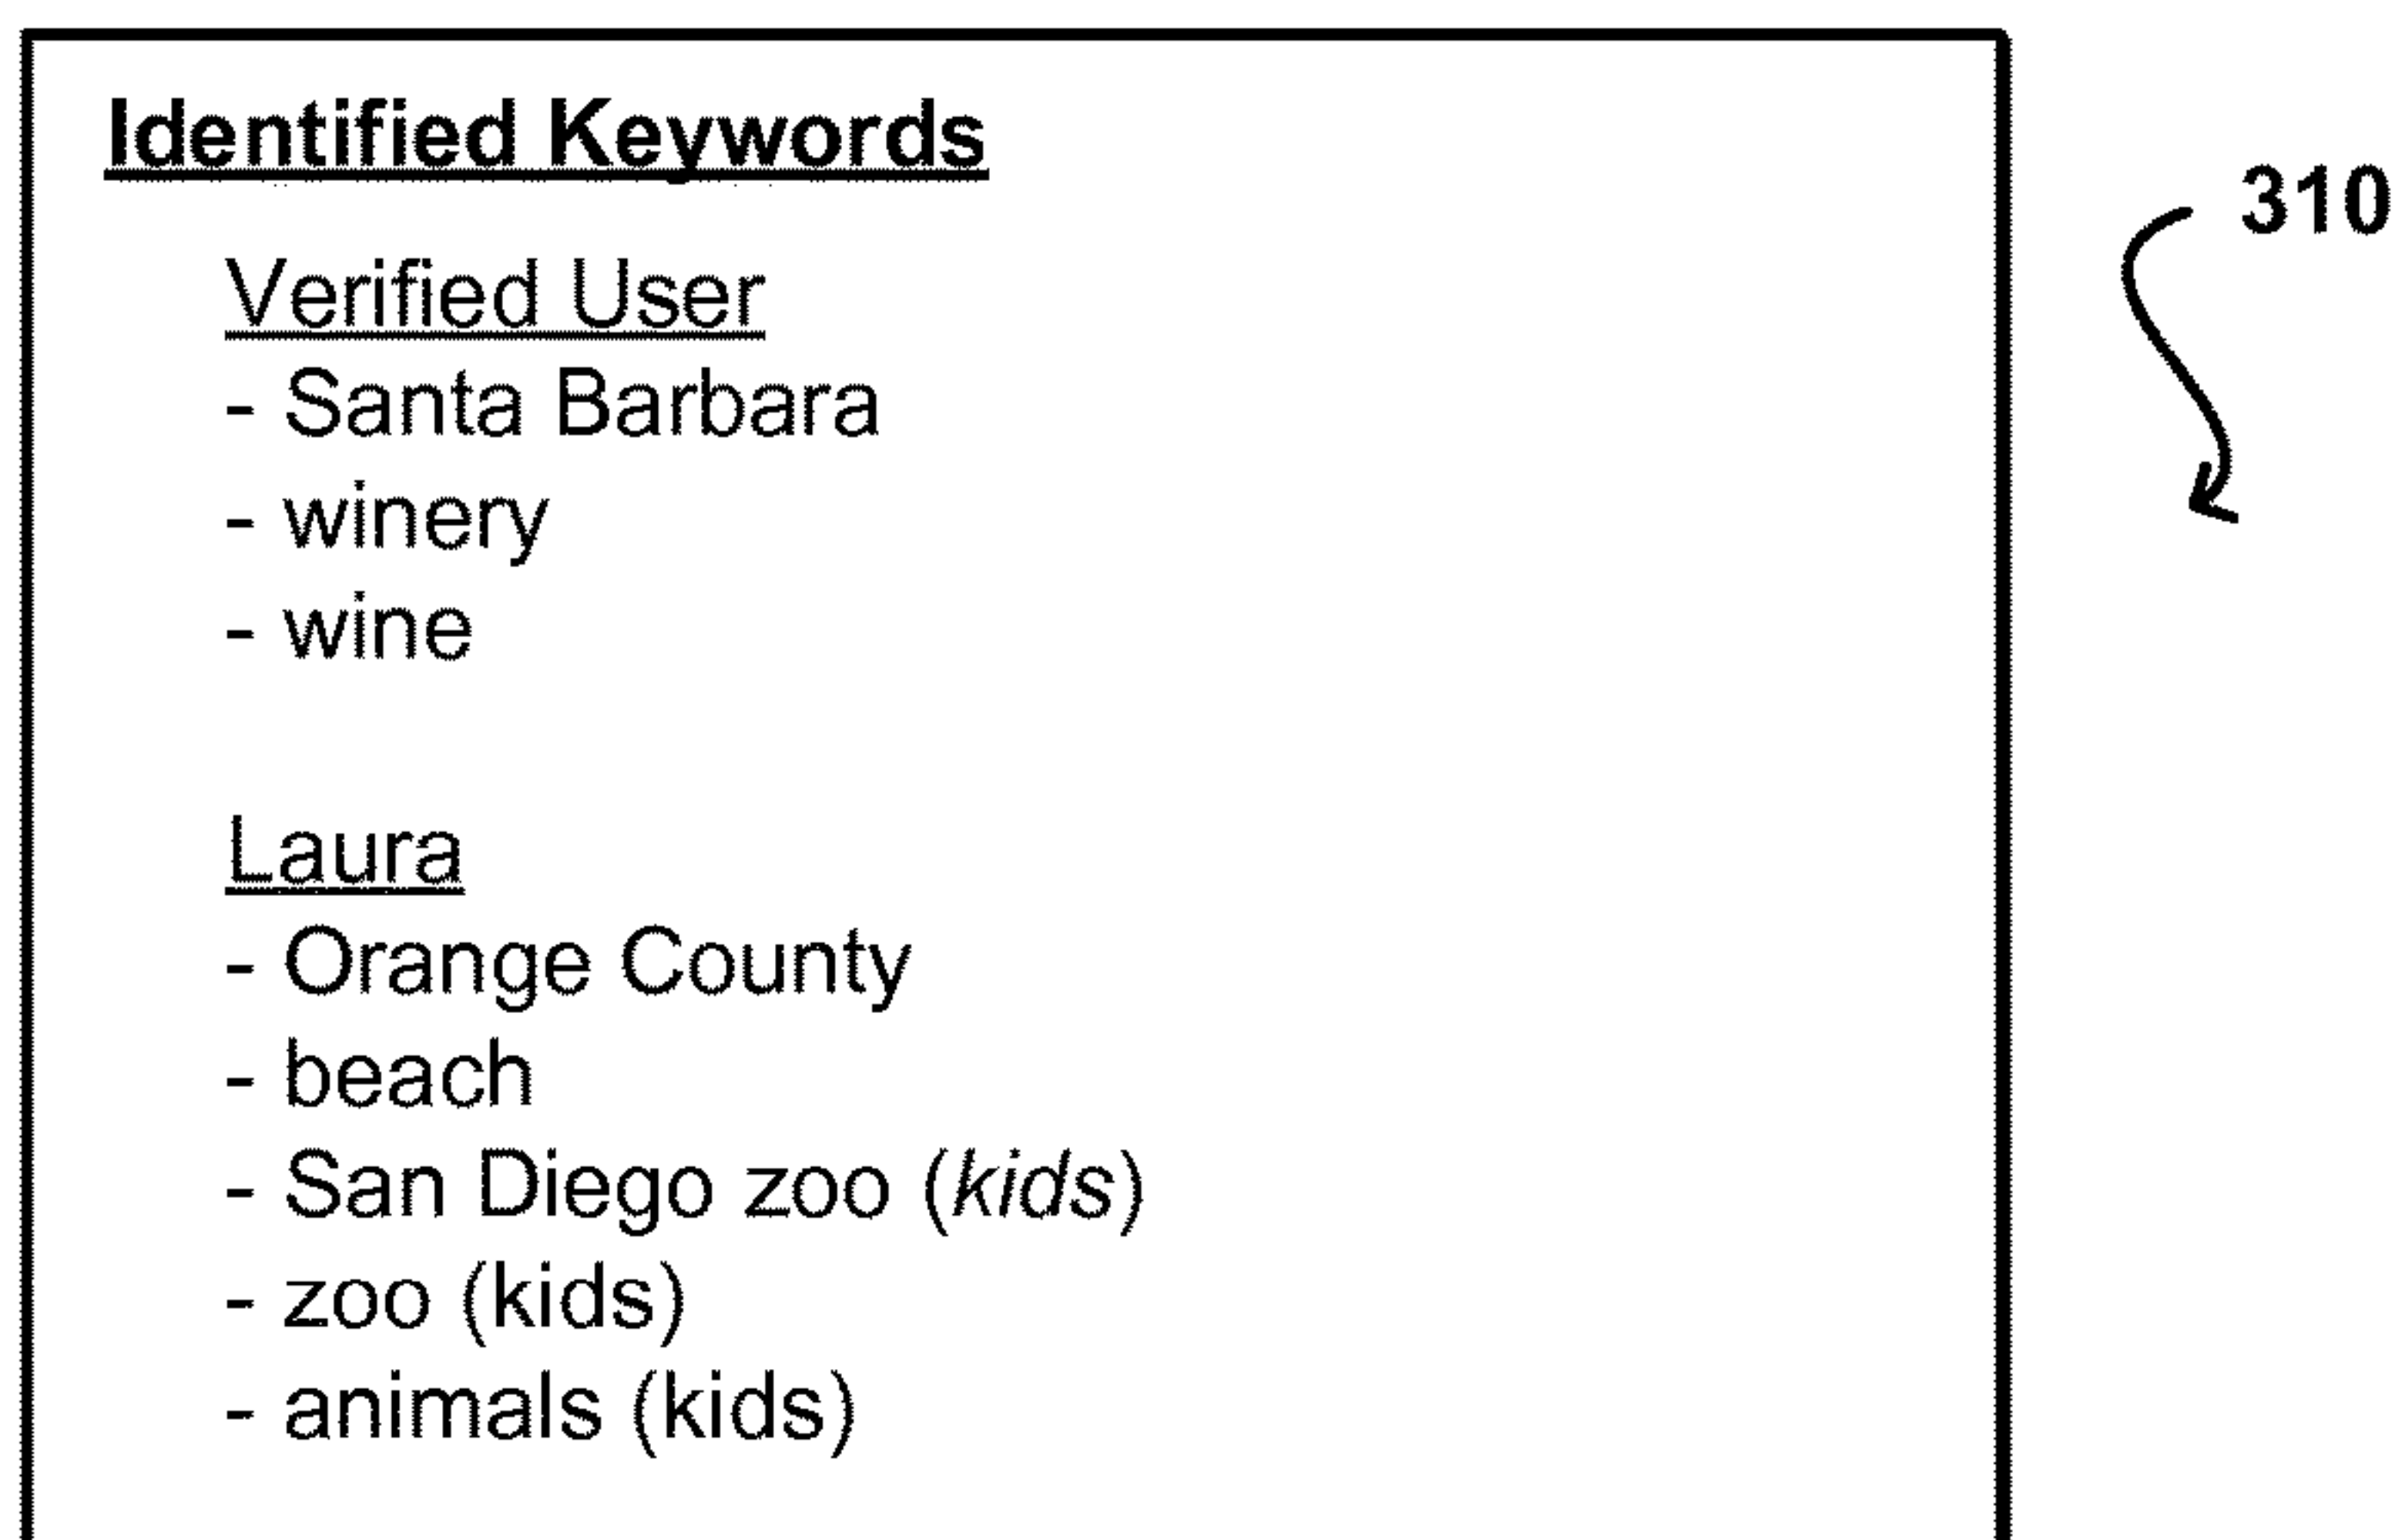 Identified Keywords
310
Verified User
- Santa Barbara
- winery
- wine
Laura
- Orange County
- beach
- San Diego zoo (kids)
- zoo (kids)
- animals (kids)